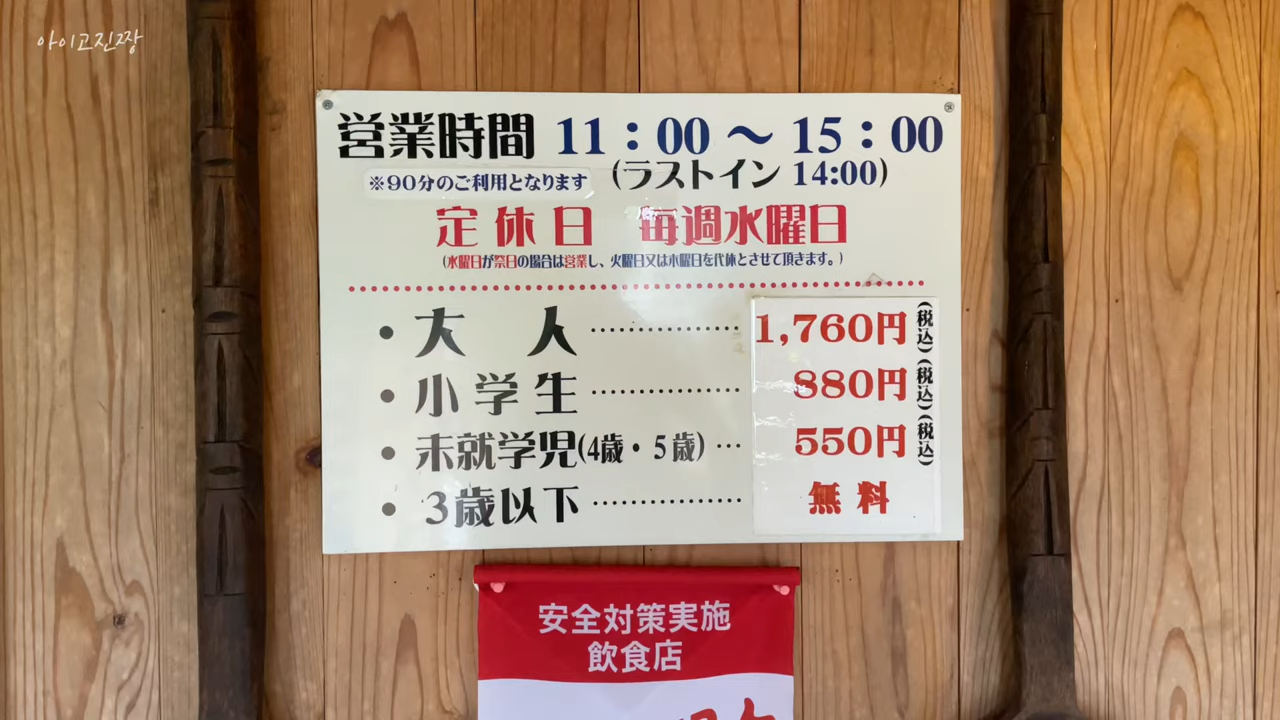 아이고진짱
営業時間 11:00~15:00
(ラストイン 14:00)
※90分のご利用となります
定休日 毎週水曜日
(水曜日が祭日の場合は営業し、火曜日又は木曜日を代休とさせて頂きます。)
●大人 ……………… 1,760円(税込)
●小学生 ……………… 880円(税込)
●未就学児(4歳・5歳) … 550円(税込)
●3歳以下 ……………… 無料
安全対策実施
飲食店